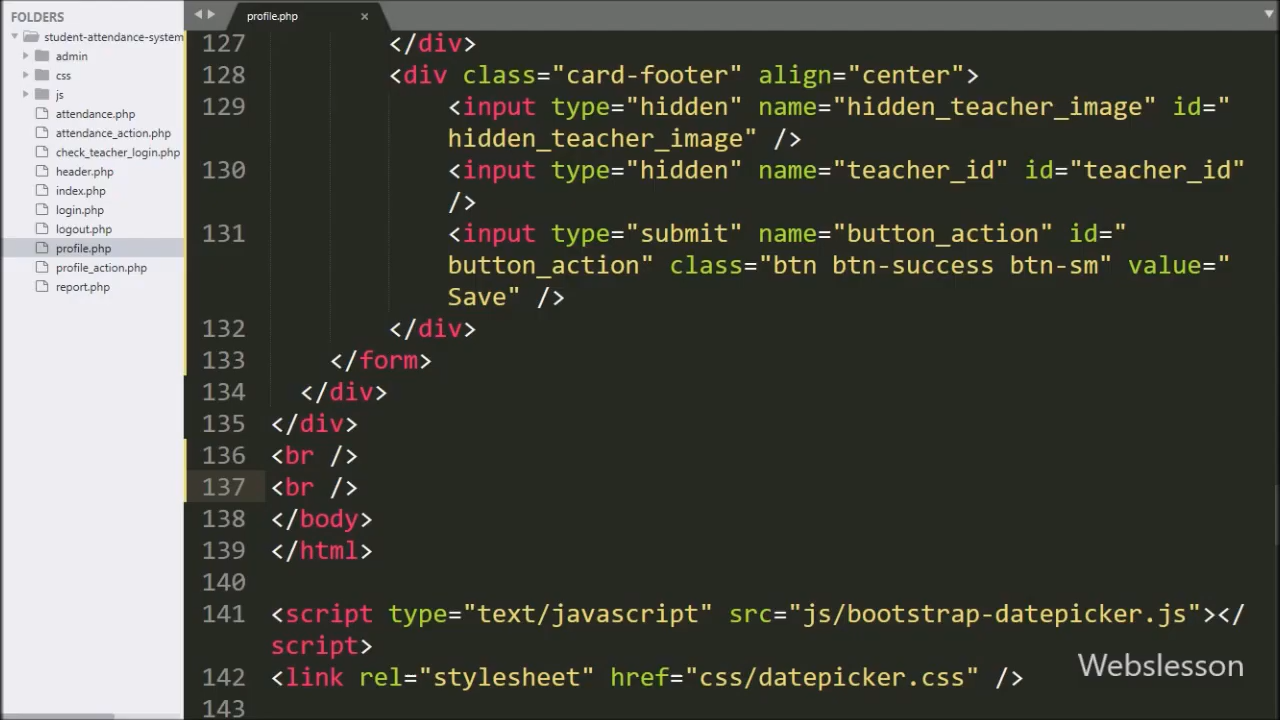 FOLDERS
student-attendance-system
admin
css
js
attendance.php
attendance_action.php
check_teacher_login.php
header.php
index.php
login.php
logout.php
profile.php
profile_action.php
report.php
profile.php ×
127 </div>
128 <div class="card-footer" align="center">
129 <input type="hidden" name="hidden_teacher_image" id="
hidden_teacher_image" />
130 <input type="hidden" name="teacher_id" id="teacher_id"
/>
131 <input type="submit" name="button_action" id="
button_action" class="btn btn-success btn-sm" value="
Save" />
132 </div>
133 </form>
134 </div>
135 </div>
136 <br />
137 <br />
138 </body>
139 </html>
140
141 <script type="text/javascript" src="js/bootstrap-datepicker.js"></
script>
142 <link rel="stylesheet" href="css/datepicker.css" />
143
Webslesson